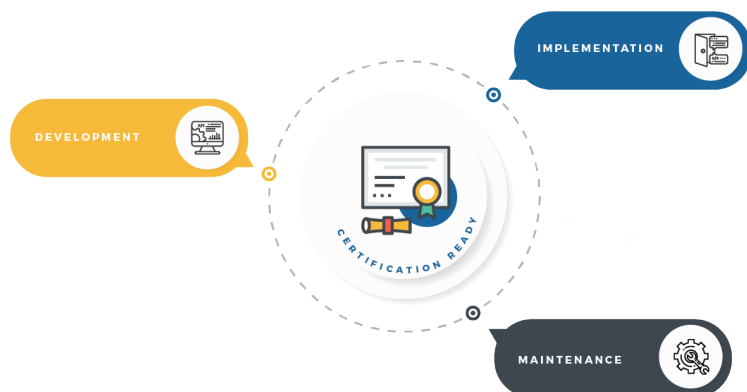 IMPLEMENTATION
DEVELOPMENT
CERTIFICATION READY
MAINTENANCE